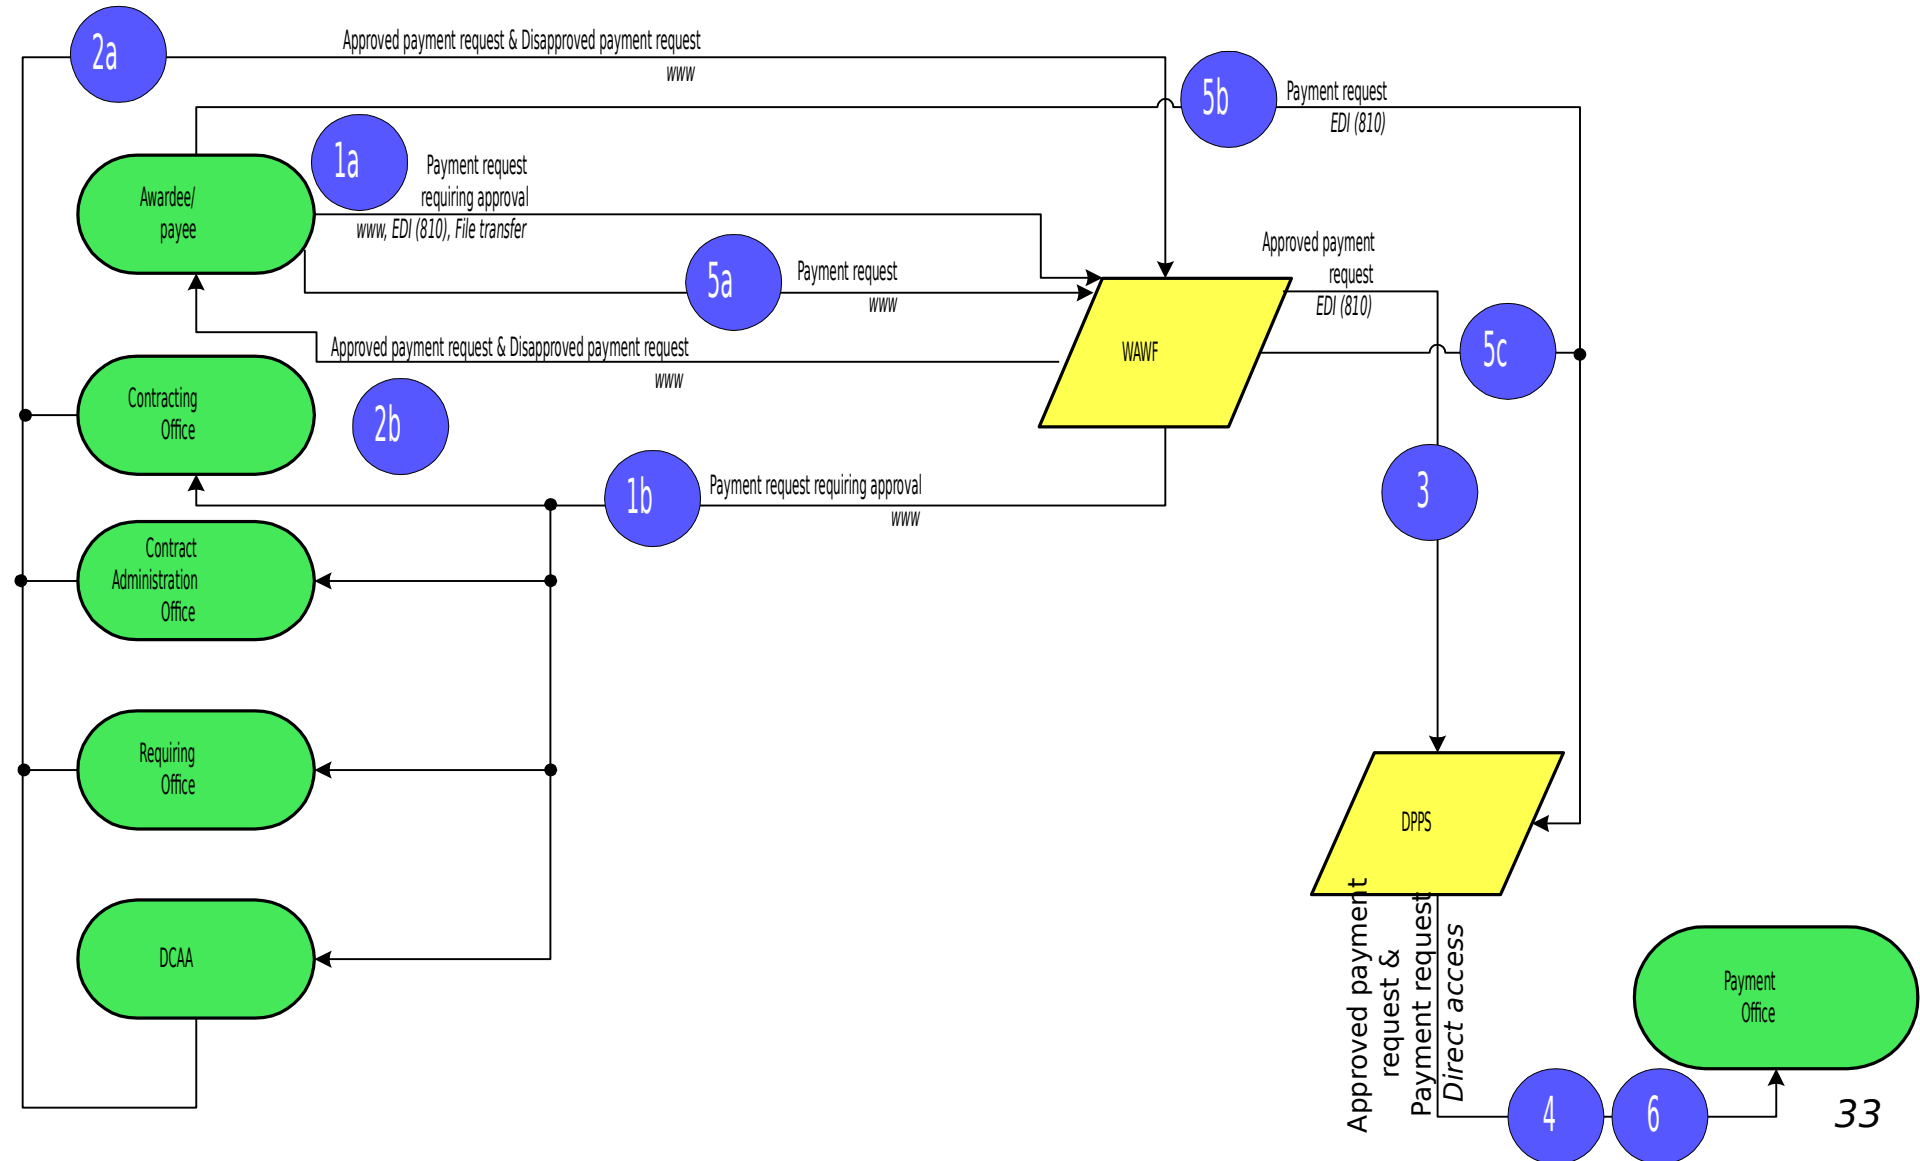 2a
Approved payment request & Disapproved payment request
www
5b
Payment request
EDI (810)
1a
Payment request
requiring approval
www, EDI (810), File transfer
Awardee/
payee
5a
Payment request
www
Approved payment
request
EDI (810)
Approved payment request & Disapproved payment request
www
WAWF
5c
Contracting
Office
2b
1b
Payment request requiring approval
www
3
Contract
Administration
Office
Requiring
Office
DPPS
DCAA
Approved payment
request &
Payment request
Direct access
Payment
Office
4
6
33